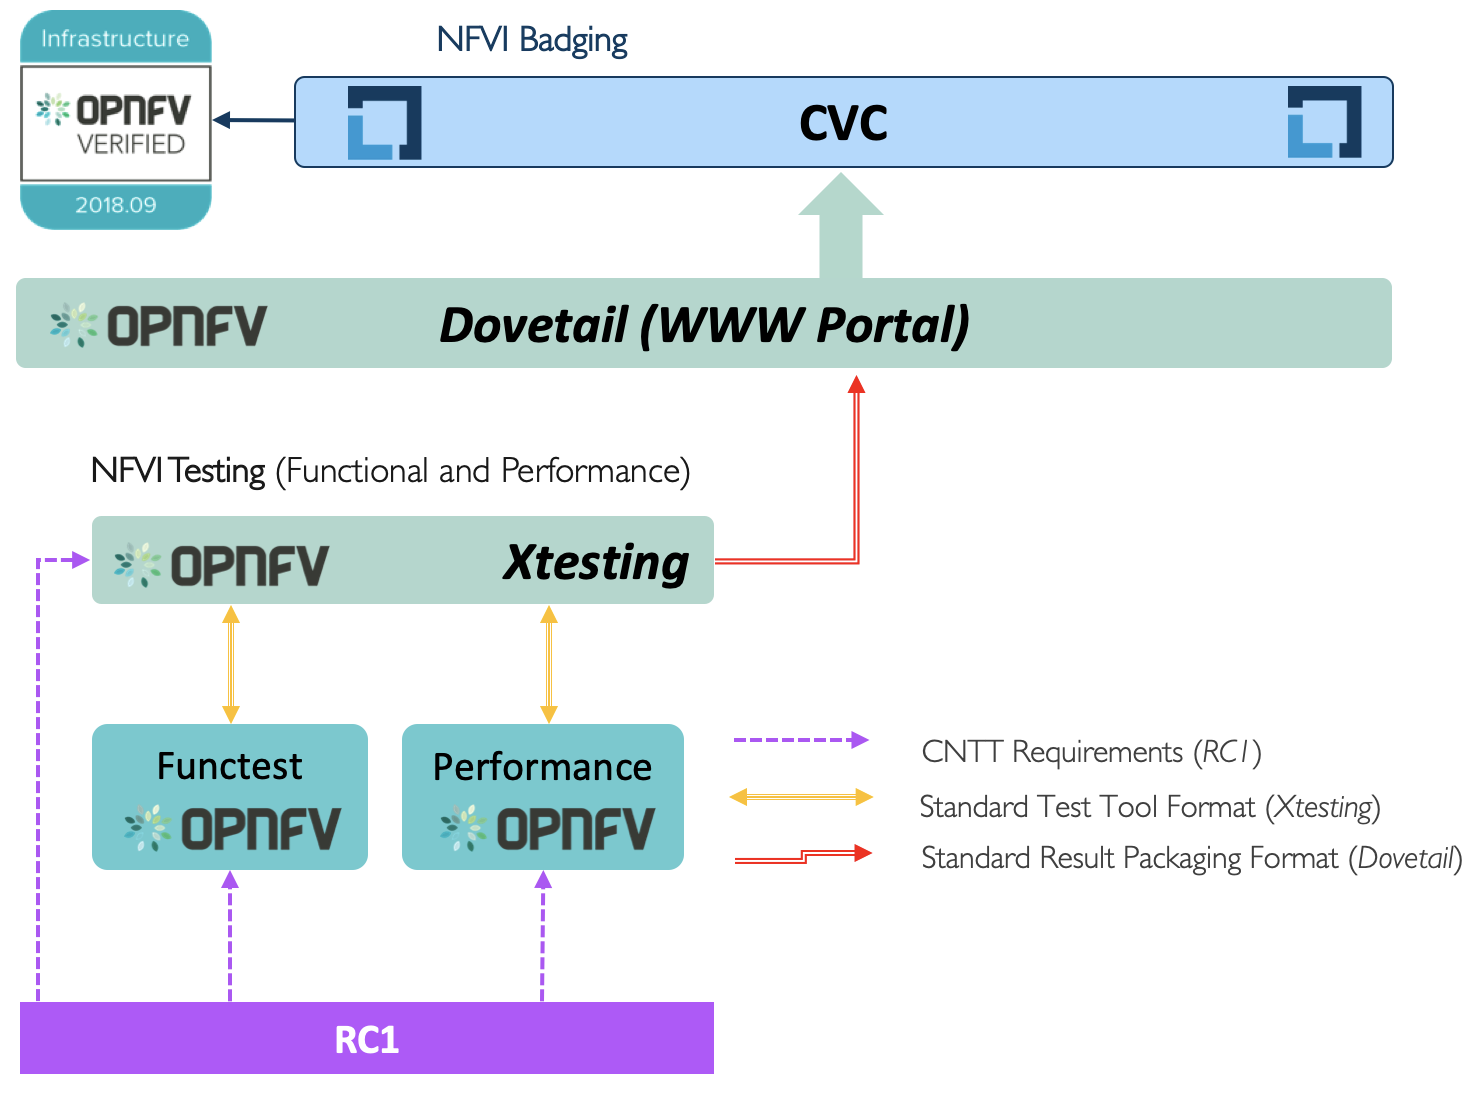 Infrastructure
OPNFV
VERIFIED
2018.09
NFVI Badging
CVC
OPNFV
Dovetail (WWW Portal)
NFVI Testing (Functional and Performance)
OPNFV
Xtesting
Functest
OPNFV
Performance
OPNFV
CNTT Requirements (RC1)
Standard Test Tool Format (Xtesting)
Standard Result Packaging Format (Dovetail)
RC1